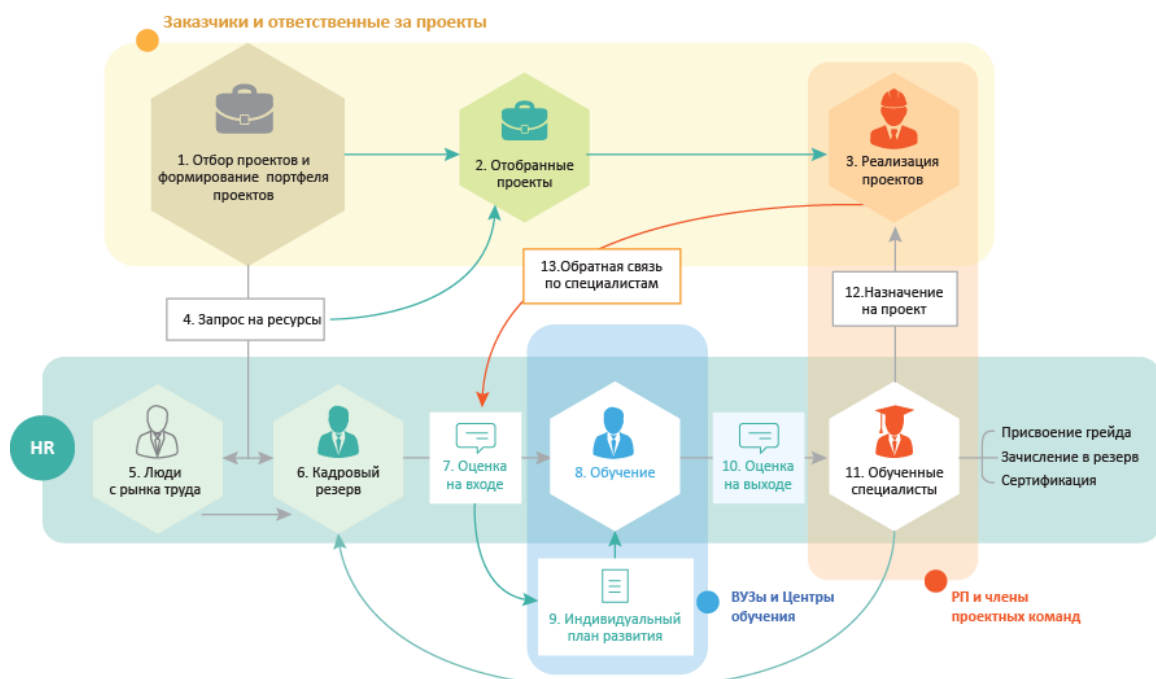 Заказчики и ответственные за проекты
1. Отбор проектов и
формирование портфеля
проектов
2. Отобранные
проекты
3. Реализация
проектов
13.Обратная связь
по специалистам
12.Назначение
на проект
4. Запрос на ресурсы
HR
5. Люди
с рынка труда
6. Кадровый
резерв
7. Оценка
на входе
8. Обучение
10. Оценка
на выходе
11. Обученные
специалисты
Присвоение грейда
Зачисление в резерв
Сертификация
9. Индивидуальный
план развития
ВУЗы и Центры
обучения
РП и члены
проектных команд